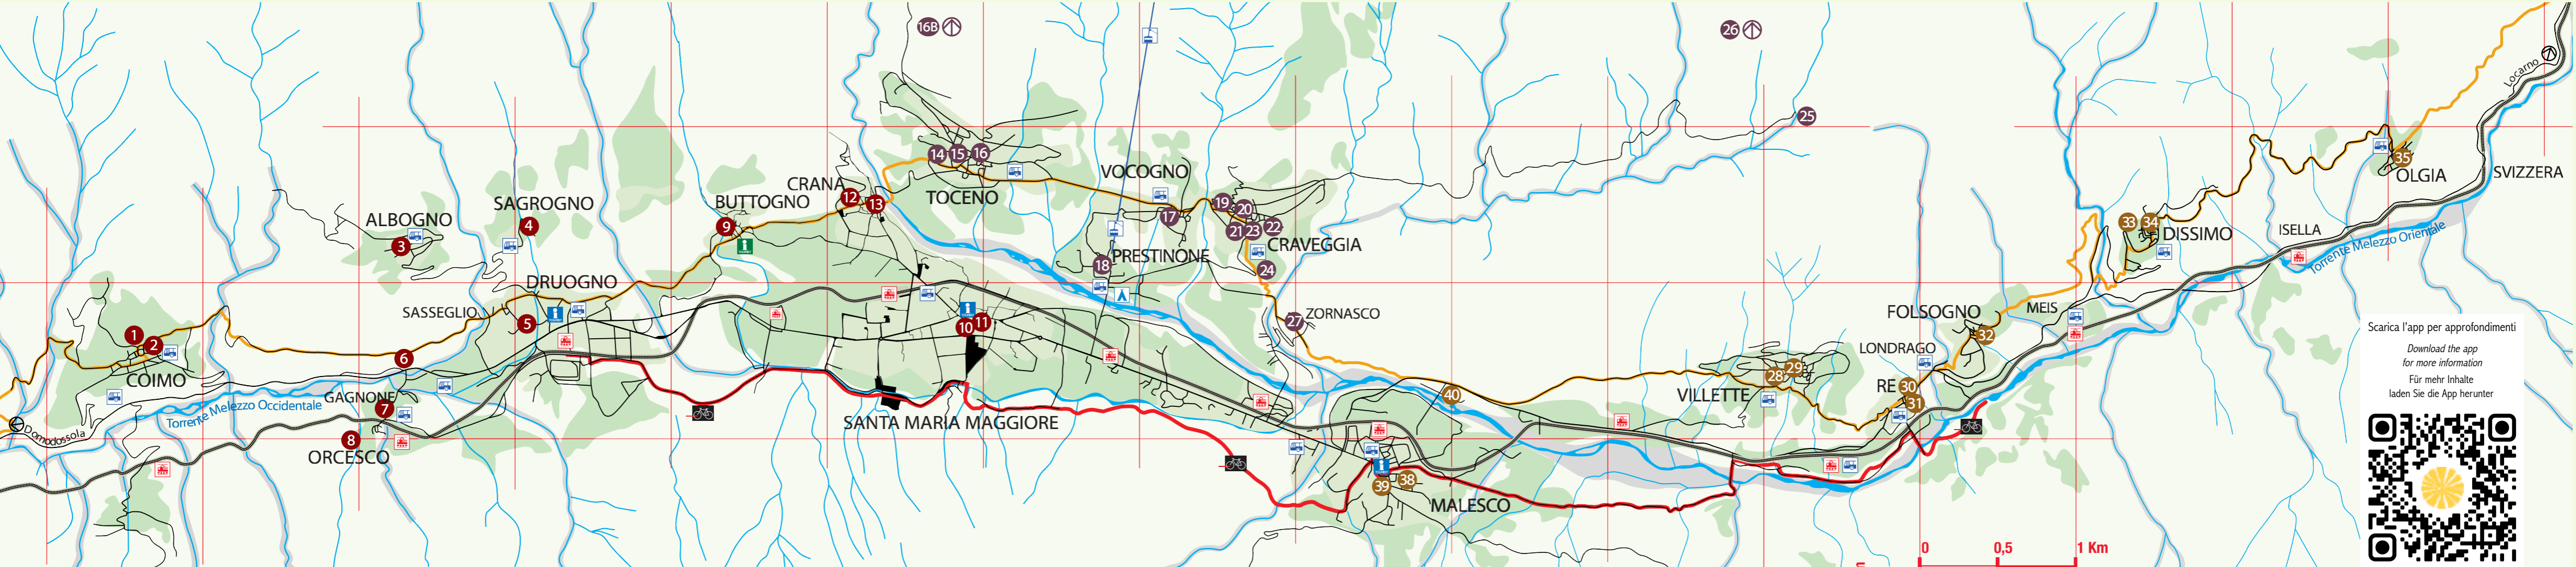 16B
26
25
Locarno
14 15 16
VOCOGNO
35
OLGIA
SVIZZERA
CRANA
12
13
TOCENO
SAGROGNO
4
BUTTOGNO
9
i
ALBOGNO
3
17
19
20
21 23 22
CRAVEGGIA
24
PRESTINONE
18
33 34
DISSIMO
ISELLA
Torrente Melezzo Orientale
DRUOGNO
i
SASSEGLIO
5
i
10 11
27
ZORNASCO
FOLSOGNO
32
MEIS
LONDRAGO
1
2
COIMO
6
GAGNONE
7
Torrente Melezzo Occidentale
8
ORCESCO
Domodossola
SANTA MARIA MAGGIORE
40
28 29
VILLETTE
RE
30
31
i
39
38
MALESCO
0
0,5
1 Km
Scarica l'app per approfondimenti
Download the app
for more information
Für mehr Inhalte
laden Sie die App herunter